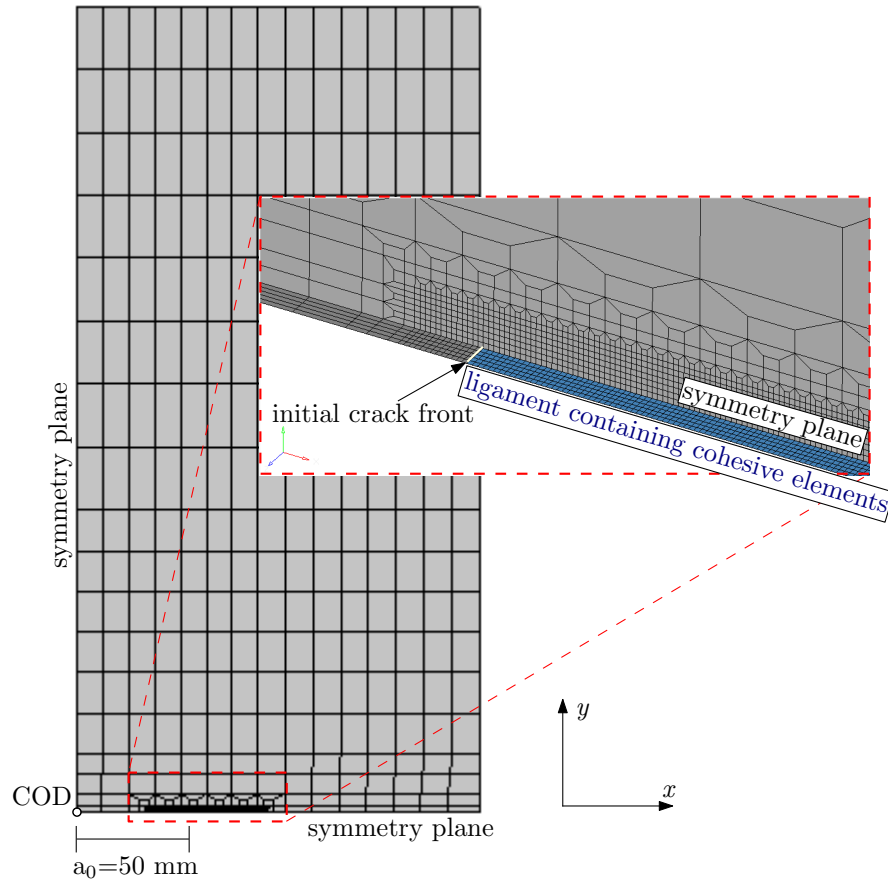 symmetry plane
initial crack front
symmetry plane
ligament containing cohesive elements
y
x
COD
symmetry plane
a₀=50 mm